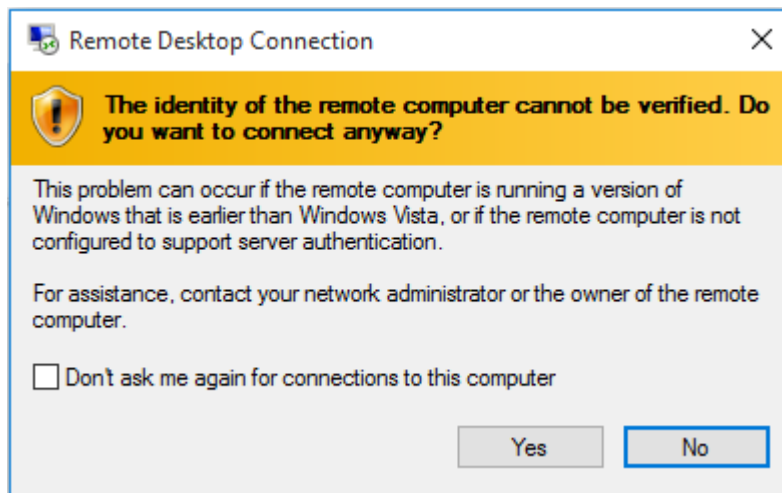 Remote Desktop Connection
The identity of the remote computer cannot be verified. Do
you want to connect anyway?
This problem can occur if the remote computer is running a version of
Windows that is earlier than Windows Vista, or if the remote computer is not
configured to support server authentication.
For assistance, contact your network administrator or the owner of the remote
computer.
Don't ask me again for connections to this computer
Yes No